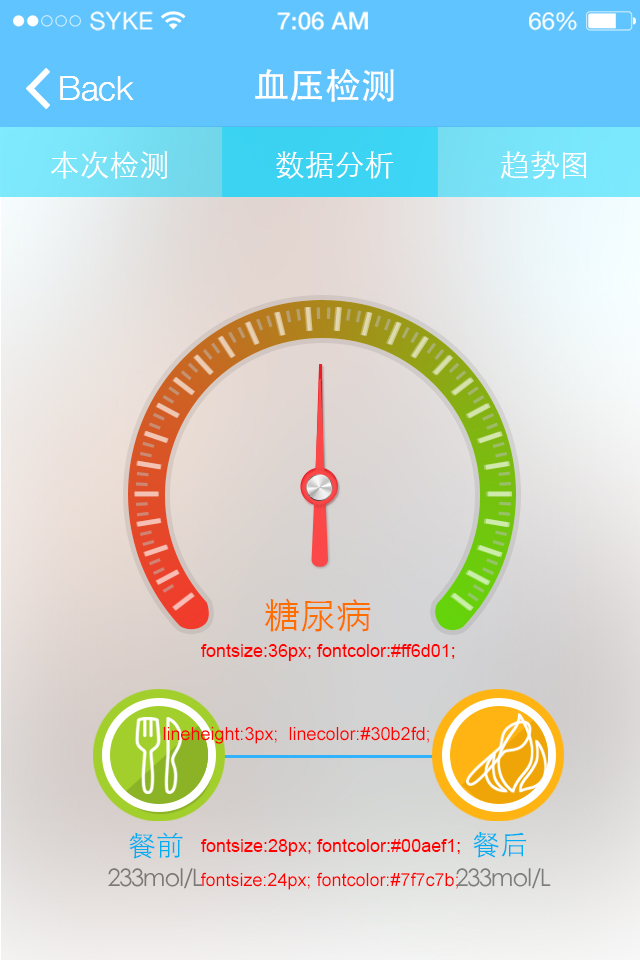 SYKE 7:06 AM 66%
Back 血压检测
本次检测 数据分析 趋势图
糖尿病
fontsize:36px; fontcolor:#ff6d01;
lineheight:3px; linecolor:#30b2fd;
餐前 fontsize:28px; fontcolor:#00aef1; 餐后
233mol/L fontsize:24px; fontcolor:#7f7c7b; 233mol/L